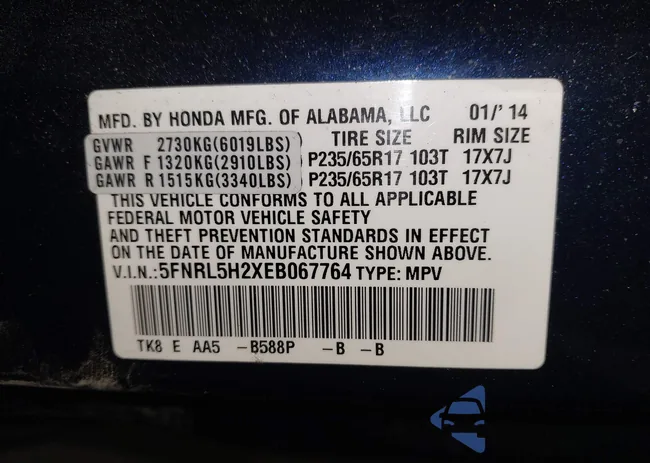 MFD. BY HONDA MFG. OF ALABAMA, LLC 01/'14
TIRE SIZE RIM SIZE
GVWR 2730KG(6019LBS)
GAWR F 1320KG(2910LBS) P235/65R17 103T 17X7J
GAWR R 1515KG(3340LBS) P235/65R17 103T 17X7J
THIS VEHICLE CONFORMS TO ALL APPLICABLE
FEDERAL MOTOR VEHICLE SAFETY
AND THEFT PREVENTION STANDARDS IN EFFECT
ON THE DATE OF MANUFACTURE SHOWN ABOVE.
V.I.N.:5FNRL5H2XEB067764 TYPE: MPV
TK8 E AA5 -B588P -B -B